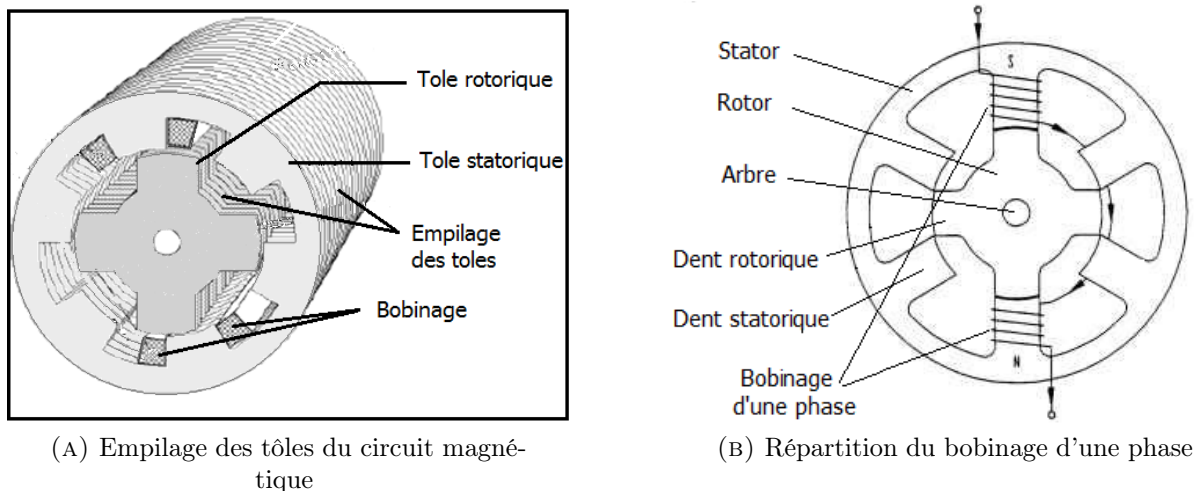 Tole rotorique
Tole statorique
Empilage
des toles
Bobinage
(A) Empilage des tôles du circuit magné-
tique
Stator
Rotor
Arbre
Dent rotorique
Dent statorique
Bobinage
d'une phase
S
N
(B) Répartition du bobinage d'une phase